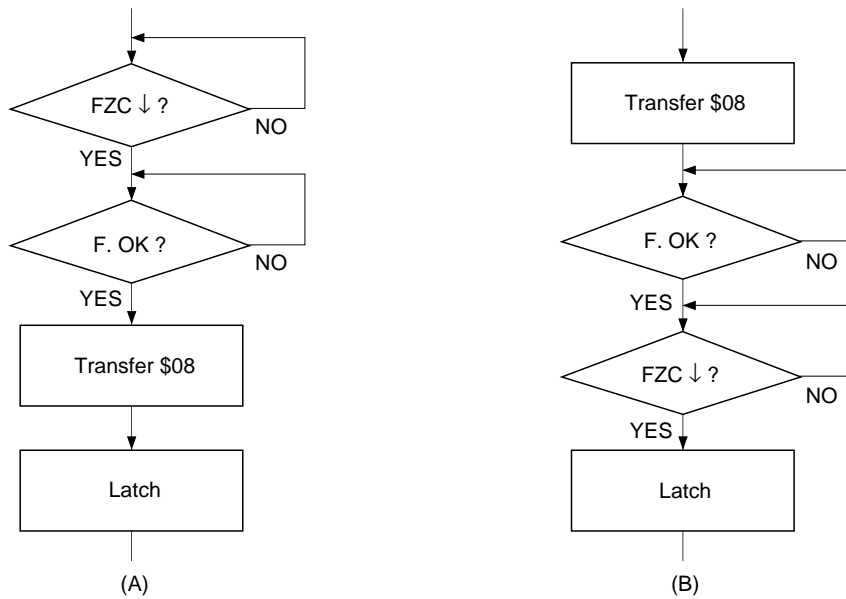 FZC ↓ ?
NO
YES
F. OK ?
NO
YES
Transfer $08
Latch
(A)
Transfer $08
F. OK ?
NO
YES
FZC ↓ ?
NO
YES
Latch
(B)